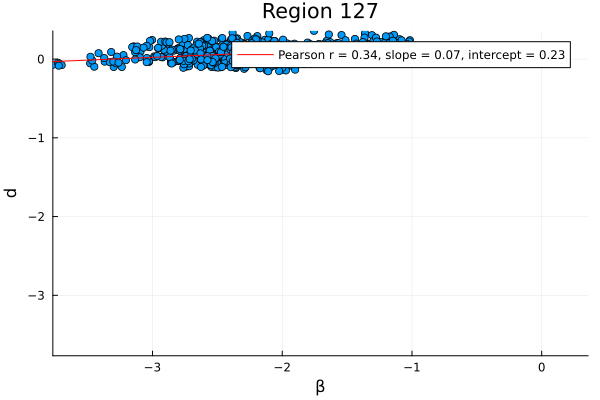 Region 127
Pearson r = 0.34, slope = 0.07, intercept = 0.23
d
0
−1
−2
−3
−3
−2
−1
0
β